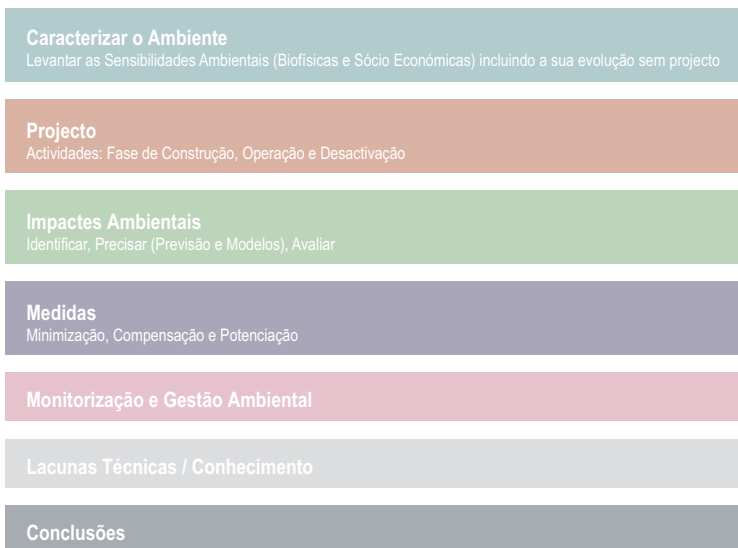 Caracterizar o Ambiente
Levantar as Sensibilidades Ambientais (Biofísicas e Sócio Económicas) incluindo a sua evolução sem projecto
Projecto
Actividades: Fase de Construção, Operação e Desactivação
Impactes Ambientais
Identificar, Precisar (Previsão e Modelos), Avaliar
Medidas
Minimização, Compensação e Potenciação
Monitorização e Gestão Ambiental
Lacunas Técnicas / Conhecimento
Conclusões